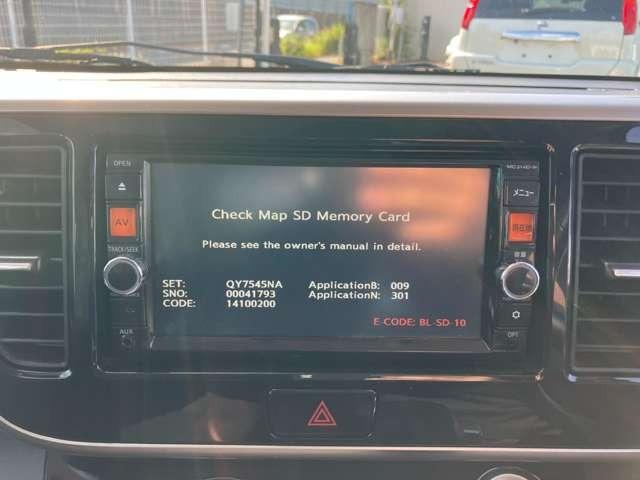 OPEN
AV
TRACK/SEEK
AUX
Check Map SD Memory Card
Please see the owner's manual in detail.
SET: QY7545NA ApplicationB: 009
SNO: 00041793 ApplicationN: 301
CODE: 14100200
E-CODE: BL-SD-10
メニュー
現在地
OPT